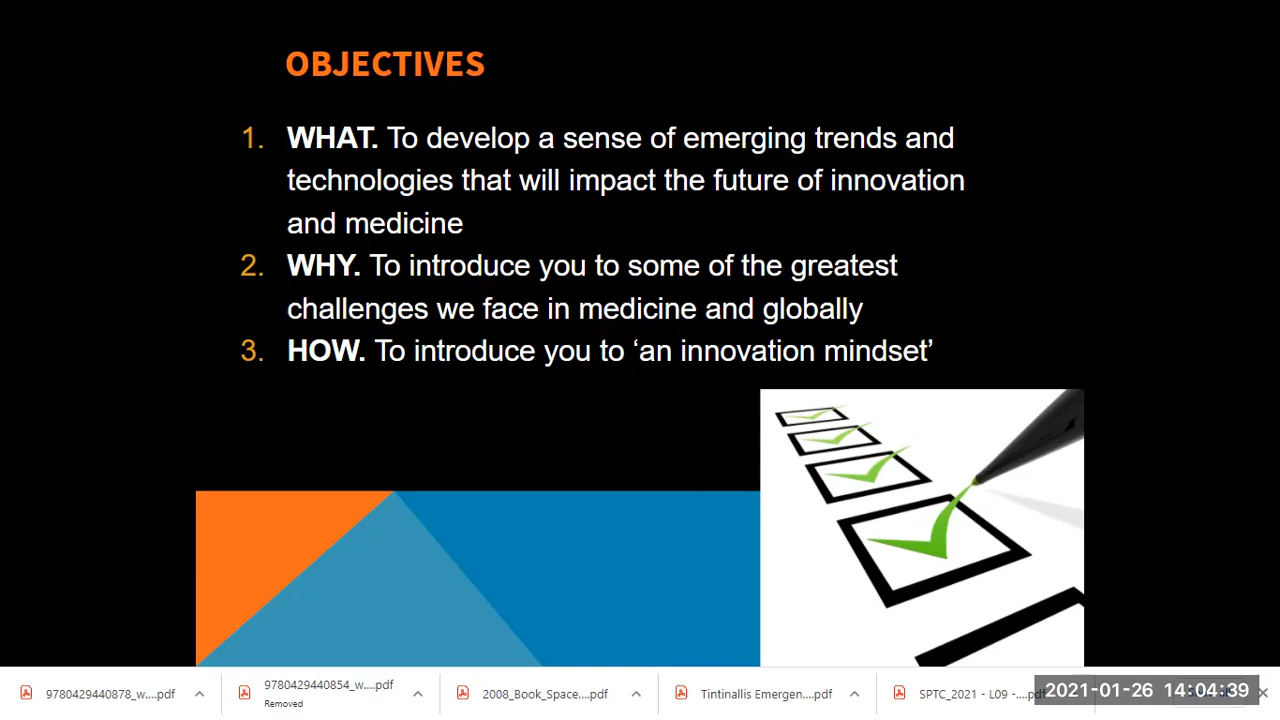 OBJECTIVES
1. WHAT. To develop a sense of emerging trends and
technologies that will impact the future of innovation
and medicine
2. WHY. To introduce you to some of the greatest
challenges we face in medicine and globally
3. HOW. To introduce you to ‘an innovation mindset’
9780429440878_w....pdf
9780429440854_w....pdf
Removed
2008_Book_Space....pdf
Tintinallis Emergen....pdf
SPTC_2021 - L09 -....pdf
2021-01-26 14:04:39